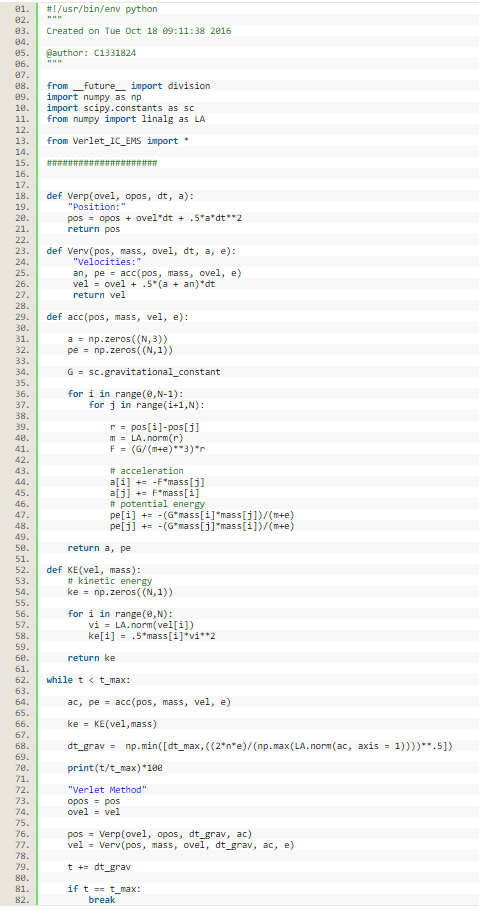 01. #!/usr/bin/env python
02. """
03. Created on Tue Oct 18 09:11:38 2016
04.
05. @author: C1331824
06. """
07.
08. from __future__ import division
09. import numpy as np
10. import scipy.constants as sc
11. from numpy import linalg as LA
12.
13. from Verlet_IC_EMS import *
14.
15. #####################
16.
17.
18. def Verp(ovel, opos, dt, a):
19.     "Position:"
20.     pos = opos + ovel*dt + .5*a*dt**2
21.     return pos
22.
23. def Verv(pos, mass, ovel, dt, a, e):
24.      "Velocities:"
25.      an, pe = acc(pos, mass, ovel, e)
26.      vel = ovel + .5*(a + an)*dt
27.      return vel
28.
29. def acc(pos, mass, vel, e):
30.
31.     a = np.zeros((N,3))
32.     pe = np.zeros((N,1))
33.
34.     G = sc.gravitational_constant
35.
36.     for i in range(0,N-1):
37.         for j in range(i+1,N):
38.
39.             r = pos[i]-pos[j]
40.             m = LA.norm(r)
41.             F = (G/(m+e)**3)*r
42.
43.             # acceleration
44.             a[i] += -F*mass[j]
45.             a[j] += F*mass[i]
46.             # potential energy
47.             pe[i] += -(G*mass[i]*mass[j])/(m+e)
48.             pe[j] += -(G*mass[j]*mass[i])/(m+e)
49.
50.     return a, pe
51.
52. def KE(vel, mass):
53.     # kinetic energy
54.     ke = np.zeros((N,1))
55.
56.     for i in range(0,N):
57.         vi = LA.norm(vel[i])
58.         ke[i] = .5*mass[i]*vi**2
59.
60.     return ke
61.
62. while t < t_max:
63.
64.     ac, pe = acc(pos, mass, vel, e)
65.
66.     ke = KE(vel,mass)
67.
68.     dt_grav =  np.min([dt_max,((2*n*e)/(np.max(LA.norm(ac, axis = 1))))**.5])
69.
70.     print(t/t_max)*100
71.
72.     "Verlet Method"
73.     opos = pos
74.     ovel = vel
75.
76.     pos = Verp(ovel, opos, dt_grav, ac)
77.     vel = Verv(pos, mass, ovel, dt_grav, ac, e)
78.
79.     t += dt_grav
80.
81.     if t == t_max:
82.         break